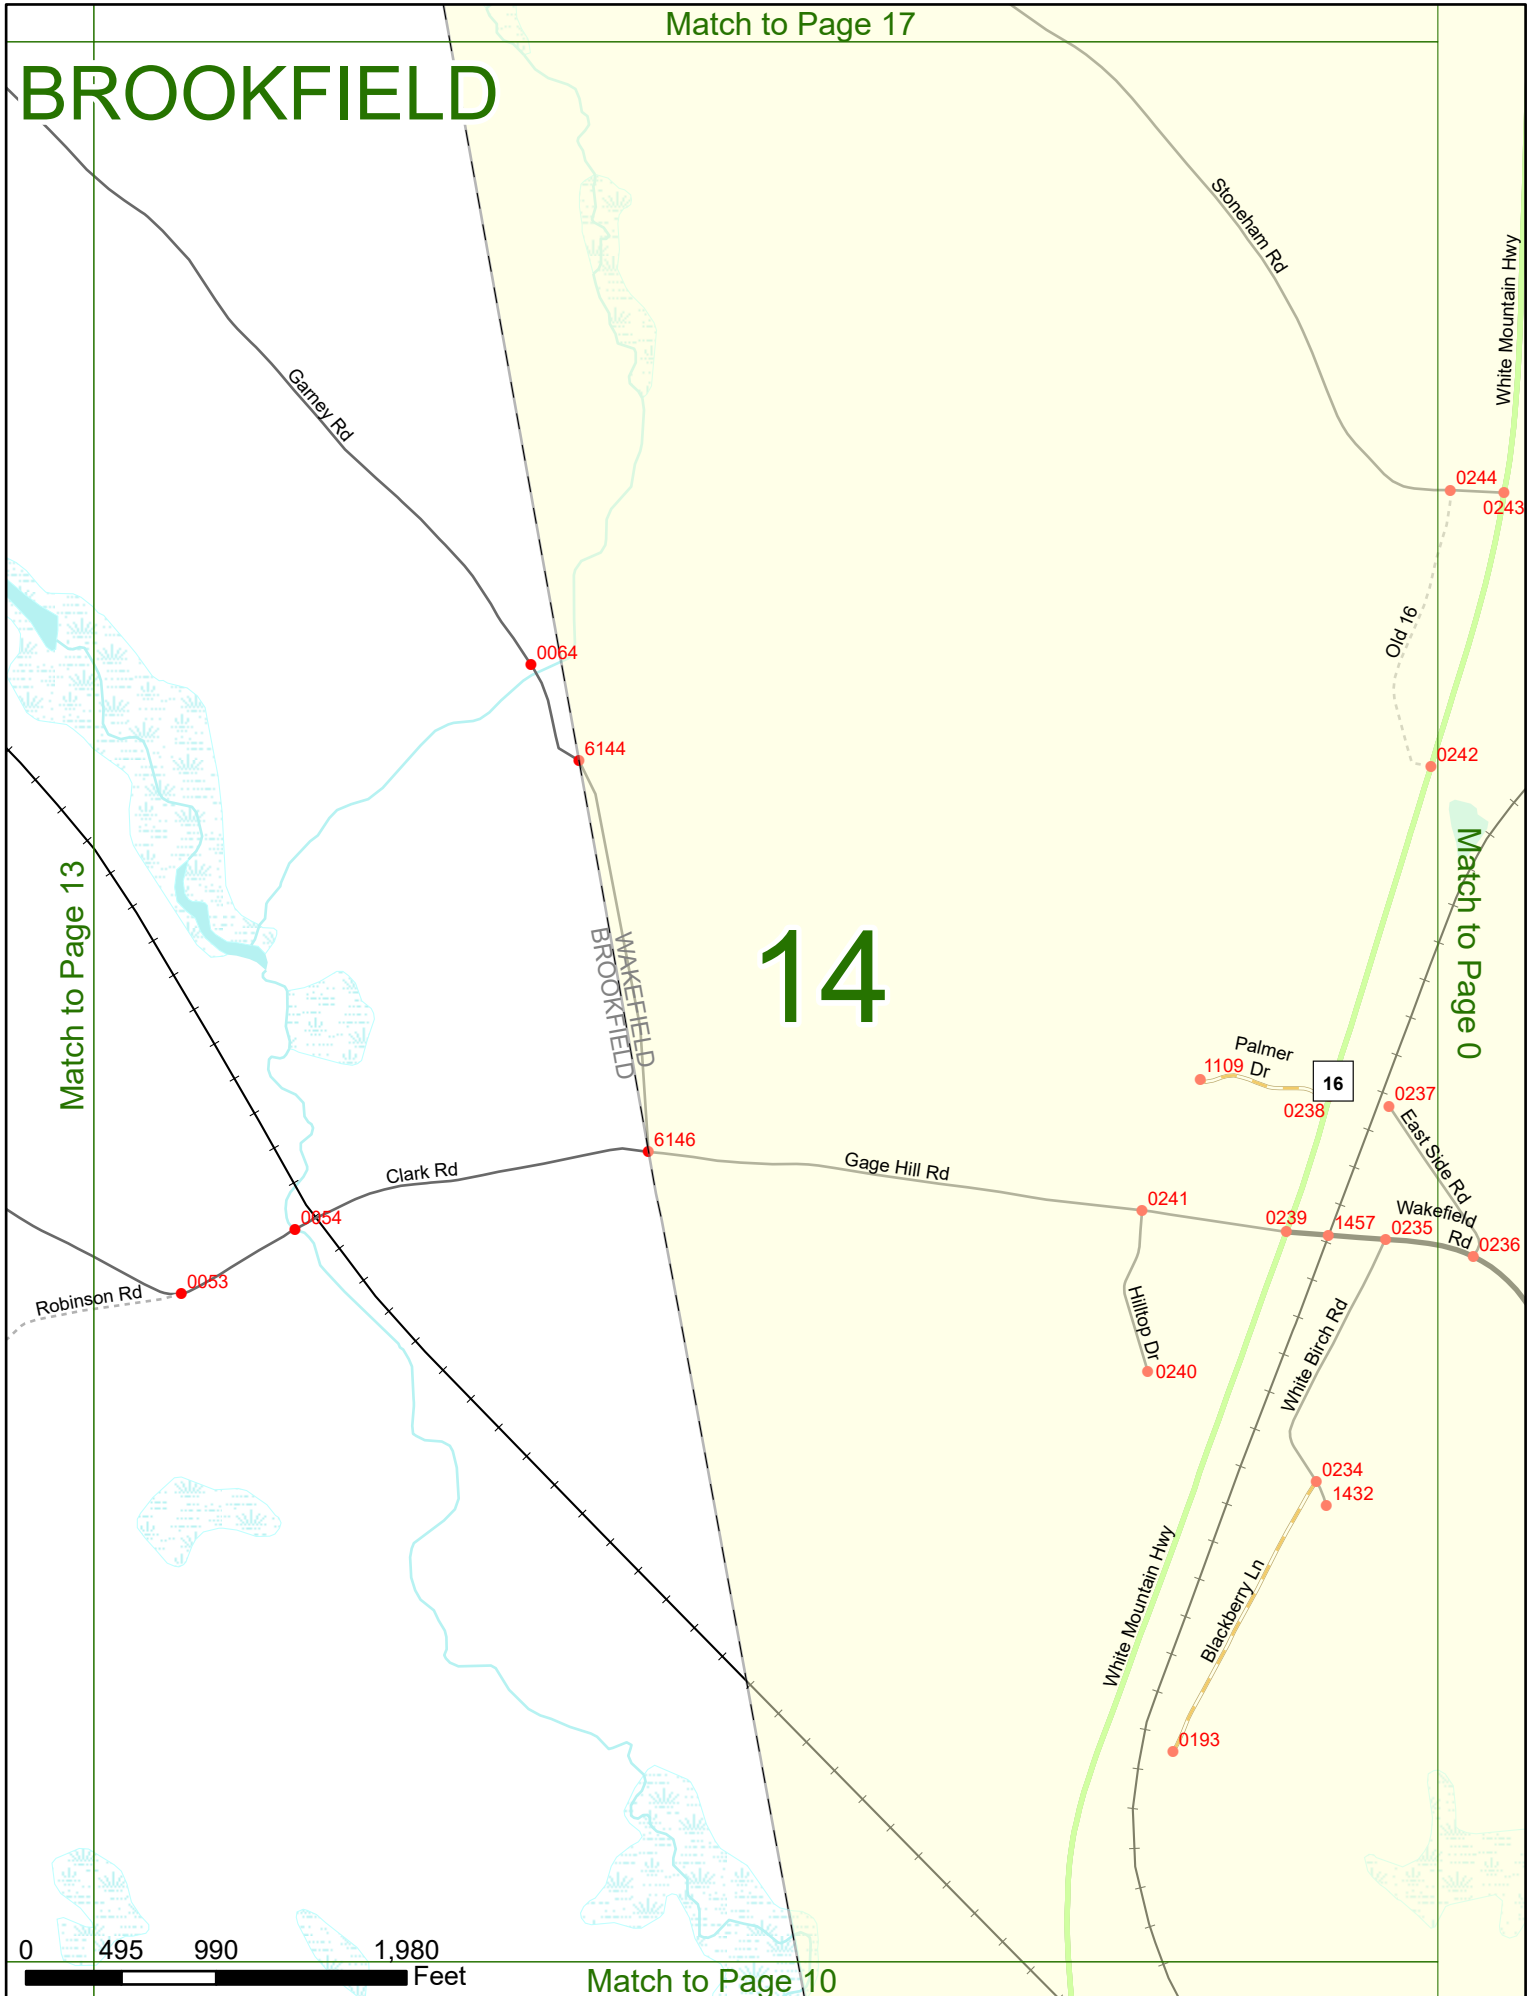 Match to Page 17
BROOKFIELD
Stoneham Rd
White Mountain Hwy
Garney Rd
0244
0243
Old 16
0064
6144
0242
Match to Page 13
Match to Page 0
WAKEFIELD
BROOKFIELD
14
Palmer
Dr
1109
16
0238
0237
East Side Rd
6146
Clark Rd
Gage Hill Rd
0241
0239
1457
0235
Wakefield
Rd
0236
0054
0053
Robinson Rd
Hilltop Dr
0240
White Birch Rd
0234
1432
White Mountain Hwy
Blackberry Ln
0193
0 495 990 1,980
Feet
Match to Page 10